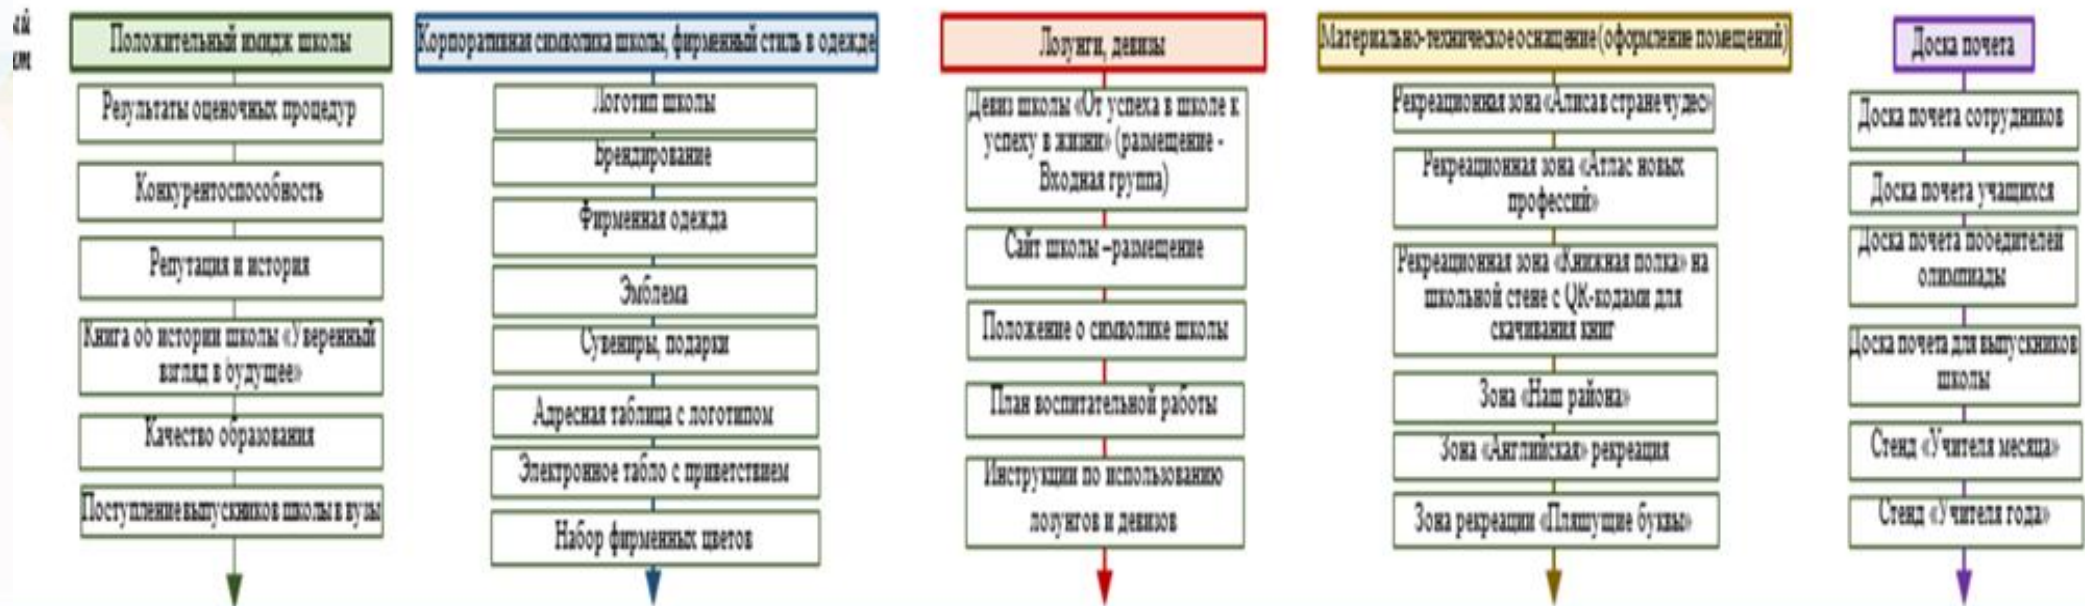 Положительный имидж школы
Результаты оценочных процедур
Конкурентоспособность
Репутация и история
Книга об истории школы «Уверенный
взгляд в будущее»
Качество образования
Поступление выпускников школы в вузы
Корпоративная символика школы, фирменный стиль в одежде
Логотип школы
Брендирование
Фирменная одежда
Эмблема
Сувениры, подарки
Адресная таблица с логотипом
Электронное табло с приветствием
Набор фирменных цветов
Лозунги, девизы
Девиз школы «От успеха в школе к
успеху в жизни» (размещение -
Входная группа)
Сайт школы –размещение
Положение о символике школы
План воспитательной работы
Инструкции по использованию
лозунгов и девизов
Материально-техническое оснащение (оформление помещений)
Рекреационная зона «Алиса в стране чудес»
Рекреационная зона «Атлас новых
профессий»
Рекреационная зона «Книжная полка» на
школьной стене с QR-кодами для
скачивания книг
Зона «Наш района»
Зона «Английская» рекреация
Зона рекреации «Пляшущие буквы»
Доска почета
Доска почета сотрудников
Доска почета учащихся
Доска почета победителей
олимпиады
Доска почета для выпускников
школы
Стенд «Учителя месяца»
Стенд «Учителя года»